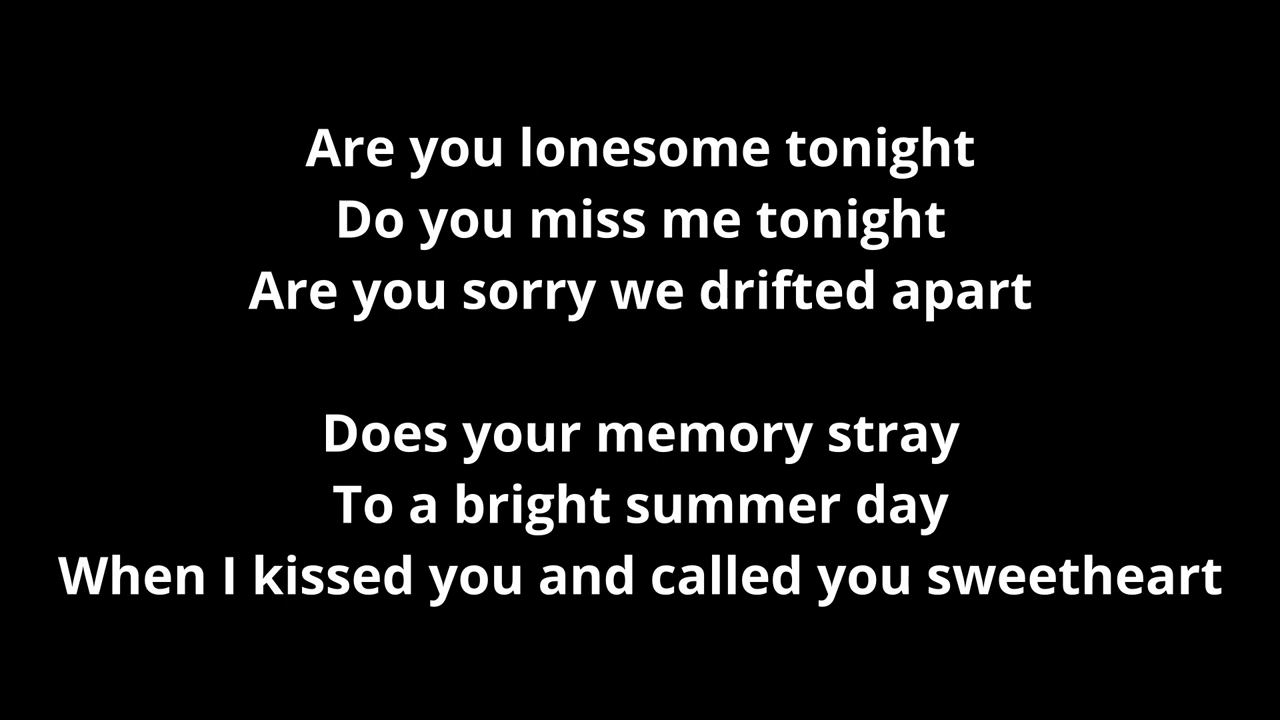 Are you lonesome tonight
Do you miss me tonight
Are you sorry we drifted apart
Does your memory stray
To a bright summer day
When I kissed you and called you sweetheart